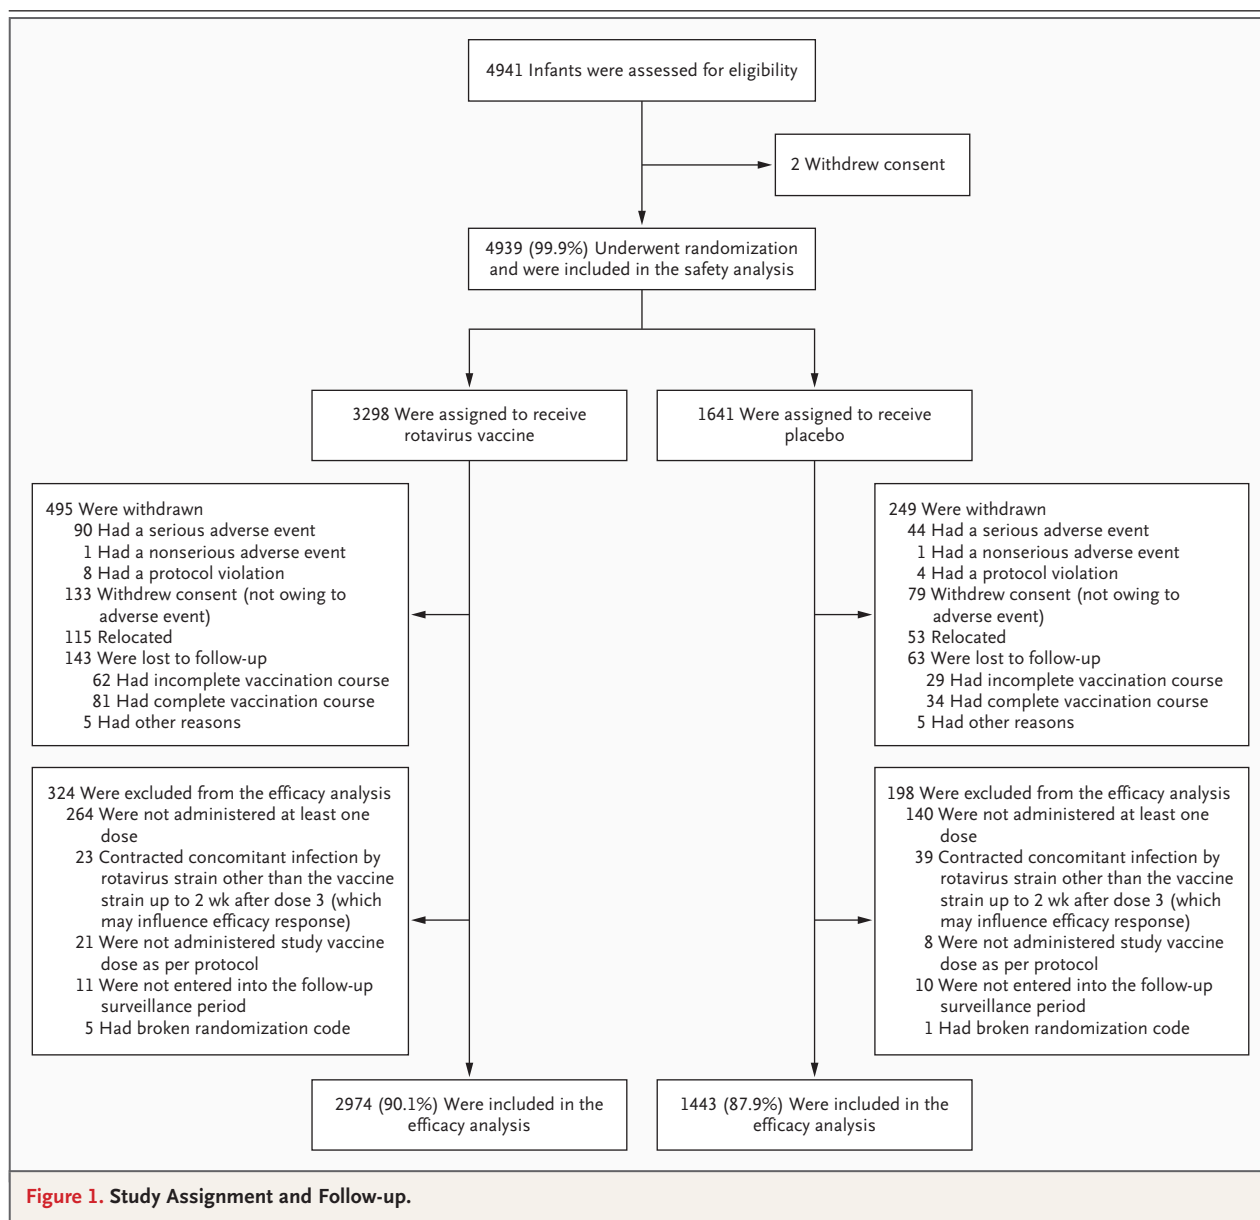 4941 Infants were assessed for eligibility
2 Withdrew consent
4939 (99.9%) Underwent randomization
and were included in the safety analysis
3298 Were assigned to receive
rotavirus vaccine
1641 Were assigned to receive
placebo
495 Were withdrawn
90 Had a serious adverse event
1 Had a nonserious adverse event
8 Had a protocol violation
133 Withdrew consent (not owing to
adverse event)
115 Relocated
143 Were lost to follow-up
62 Had incomplete vaccination course
81 Had complete vaccination course
5 Had other reasons
249 Were withdrawn
44 Had a serious adverse event
1 Had a nonserious adverse event
4 Had a protocol violation
79 Withdrew consent (not owing to
adverse event)
53 Relocated
63 Were lost to follow-up
29 Had incomplete vaccination course
34 Had complete vaccination course
5 Had other reasons
324 Were excluded from the efficacy analysis
264 Were not administered at least one
dose
23 Contracted concomitant infection by
rotavirus strain other than the vaccine
strain up to 2 wk after dose 3 (which
may influence efficacy response)
21 Were not administered study vaccine
dose as per protocol
11 Were not entered into the follow-up
surveillance period
5 Had broken randomization code
198 Were excluded from the efficacy analysis
140 Were not administered at least one
dose
39 Contracted concomitant infection by
rotavirus strain other than the vaccine
strain up to 2 wk after dose 3 (which
may influence efficacy response)
8 Were not administered study vaccine
dose as per protocol
10 Were not entered into the follow-up
surveillance period
1 Had broken randomization code
2974 (90.1%) Were included in the
efficacy analysis
1443 (87.9%) Were included in the
efficacy analysis
Figure 1. Study Assignment and Follow-up.